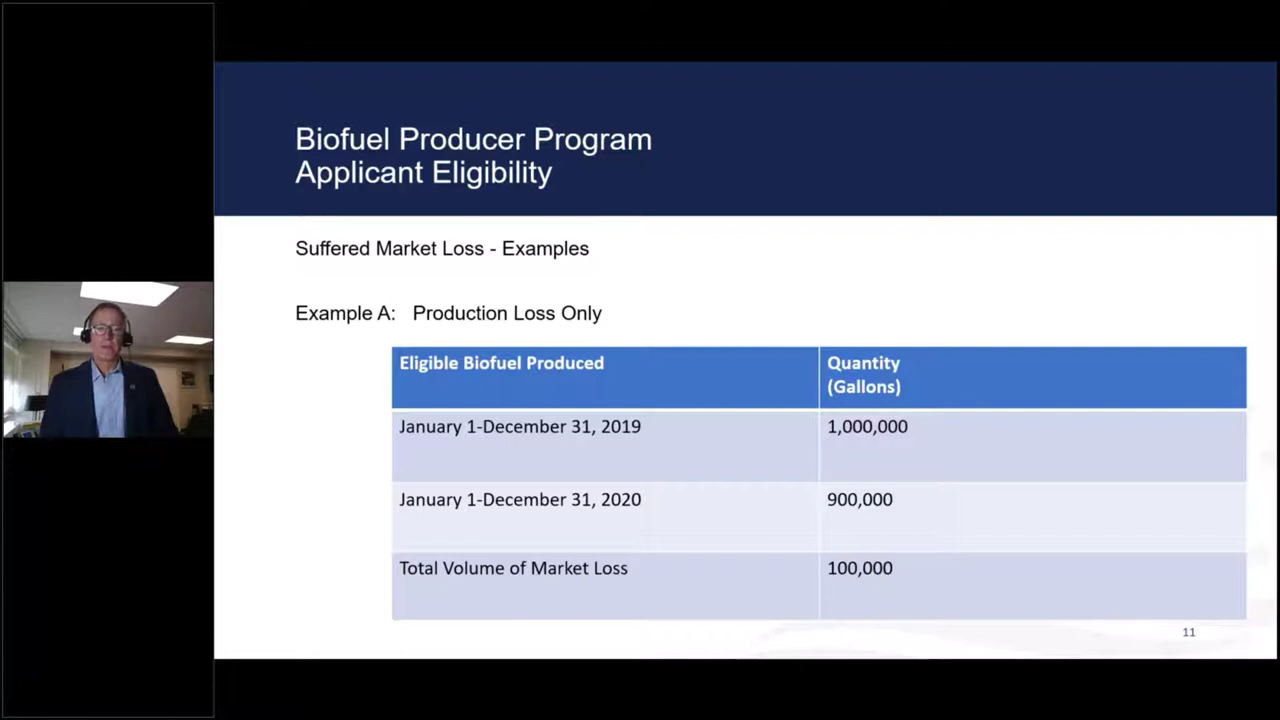 Biofuel Producer Program
Applicant Eligibility
Suffered Market Loss - Examples
Example A: Production Loss Only
Eligible Biofuel Produced
Quantity
(Gallons)
January 1-December 31, 2019
1,000,000
January 1-December 31, 2020
900,000
Total Volume of Market Loss
100,000
11